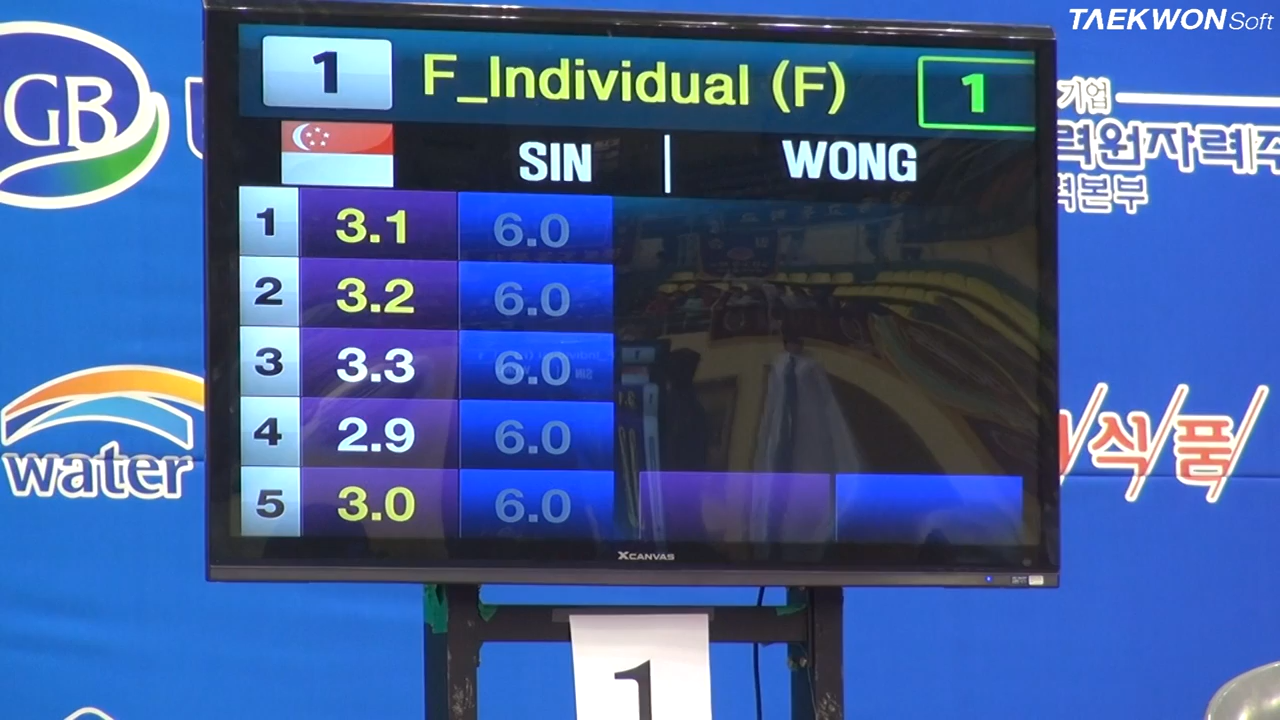 TAEKWON Soft
1 F_Individual (F) 1
SIN | WONG
1 3.1 6.0
2 3.2 6.0
3 3.3 6.0
4 2.9 6.0
5 3.0 6.0
XCANVAS
1
GB
water
기업
력원자력
본부
식품